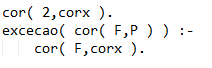 cor( 2,corx ).
excecao( cor( F,P ) ) :-
    cor( F,corx ).